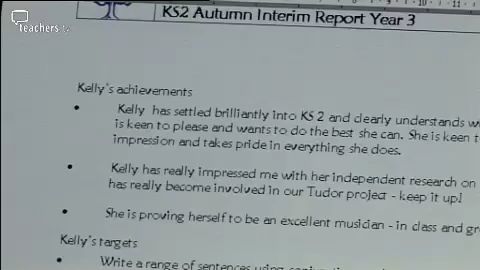 teachers tv
KS2 Autumn Interim Report Year 3
Kelly's achievements
• Kelly has settled brilliantly into KS2 and clearly understands
is keen to please and wants to do the best she can. She is keen
impression and takes pride in everything she does.
• Kelly has really impressed me with her independent research on
has really become involved in our Tudor project - keep it up!
• She is proving herself to be an excellent musician - in class and
Kelly's targets
• Write a range of sentences using